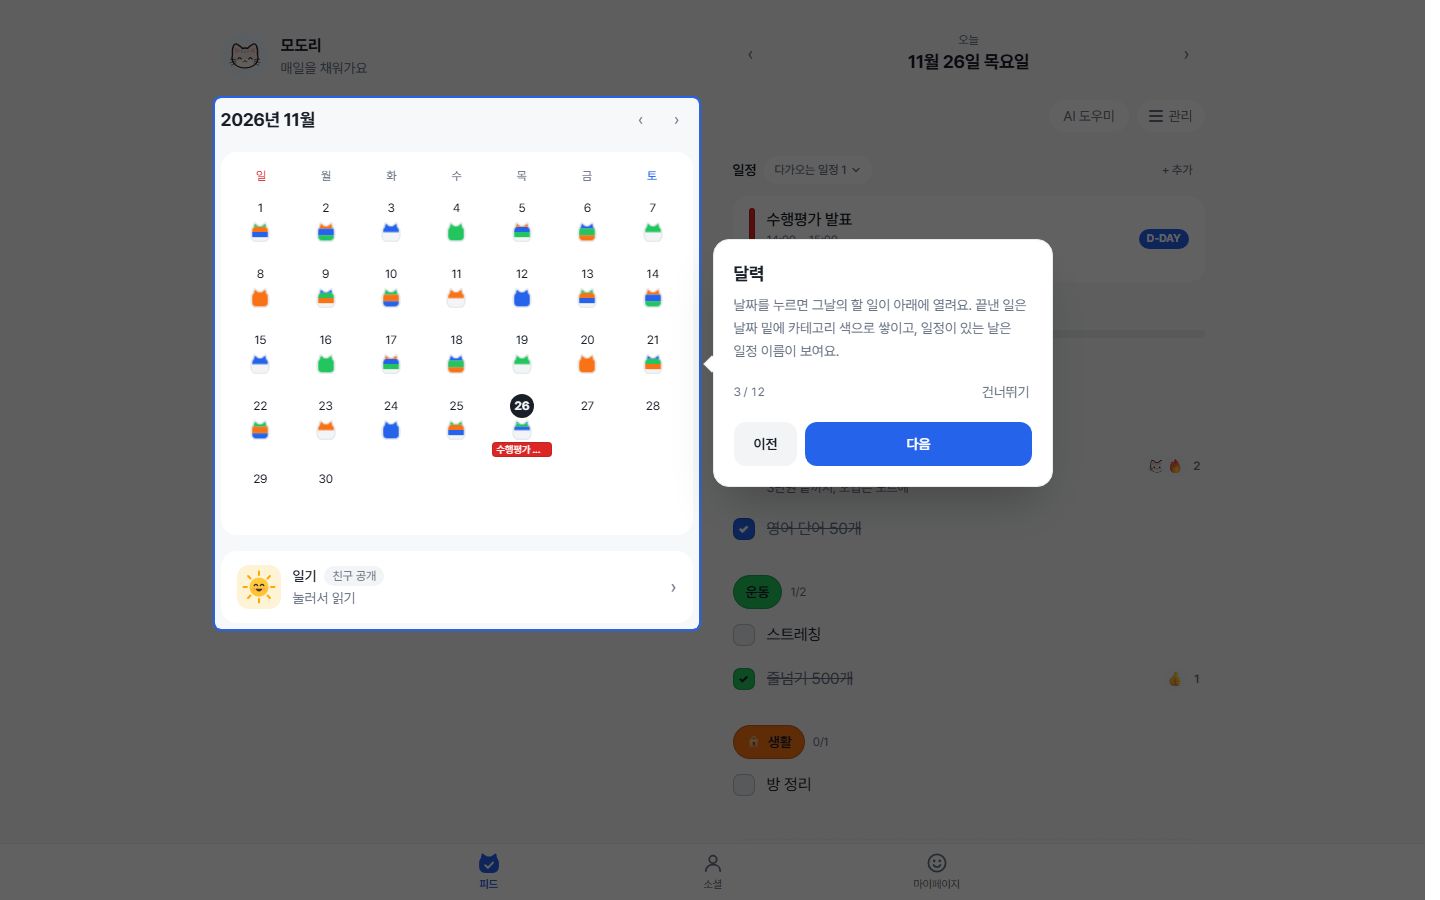 모도리
매일을 채워가요
2026년 11월
일 월 화 수 목 금 토
1 2 3 4 5 6 7
8 9 10 11 12 13 14
15 16 17 18 19 20 21
22 23 24 25 26 27 28
수행평가 ...
29 30
일기 친구 공개
눌러서 읽기
오늘
11월 26일 목요일
AI 도우미 관리
일정 다가오는 일정 1 + 추가
수행평가 발표
D-DAY
달력
날짜를 누르면 그날의 할 일이 아래에 열려요. 끝낸 일은
날짜 밑에 카테고리 색으로 쌓이고, 일정이 있는 날은
일정 이름이 보여요.
3 / 12 건너뛰기
이전 다음
2
영어 단어 50개
운동 1/2
스트레칭
줄넘기 500개 1
생활 0/1
방 정리
피드 소셜 마이페이지